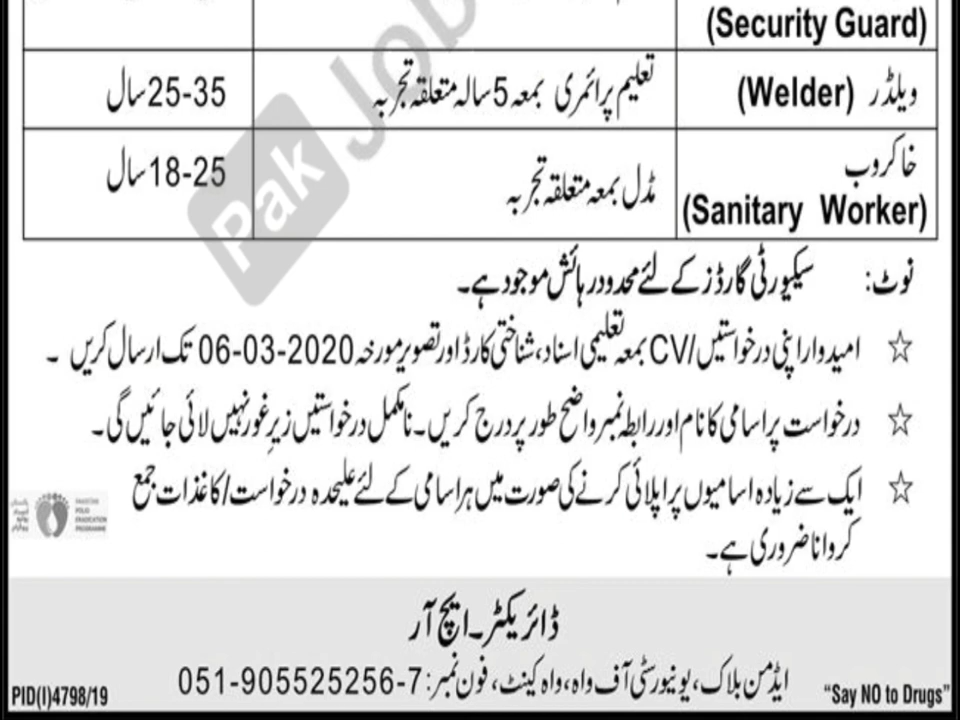 (Security Guard)
ویلڈر (Welder) تعلیم پرائمری بمعہ 5 سالہ متعلقہ تجربہ 25-35 سال
خاکروب
(Sanitary Worker) مڈل بمعہ متعلقہ تجربہ 18-25 سال
نوٹ: سیکیورٹی گارڈز کے لئے محدود رہائش موجود ہے۔
☆ امیدوار اپنی درخواستیں/CV بمعہ تعلیمی اسناد، شناختی کارڈ اور تصویر مورخہ 06-03-2020 تک ارسال کریں ۔
☆ درخواست پر اسامی کا نام اور رابطہ نمبر واضح طور پر درج کریں۔ نامکمل درخواستیں زیرِ غور نہیں لائی جائیں گی۔
☆ ایک سے زیادہ اسامیوں پر اپلائی کرنے کی صورت میں ہر اسامی کے لئے علیحدہ درخواست/کاغذات جمع
کروانا ضروری ہے۔
PAKISTAN
POLIO
ERADICATION
PROGRAMME
ڈائریکٹر۔ ایچ آر
ایڈمن بلاک، یونیورسٹی آف واہ، واہ کینٹ، فون نمبر: 051-905525256-7
"Say NO to Drugs"
PID(I)4798/19
Pak Job